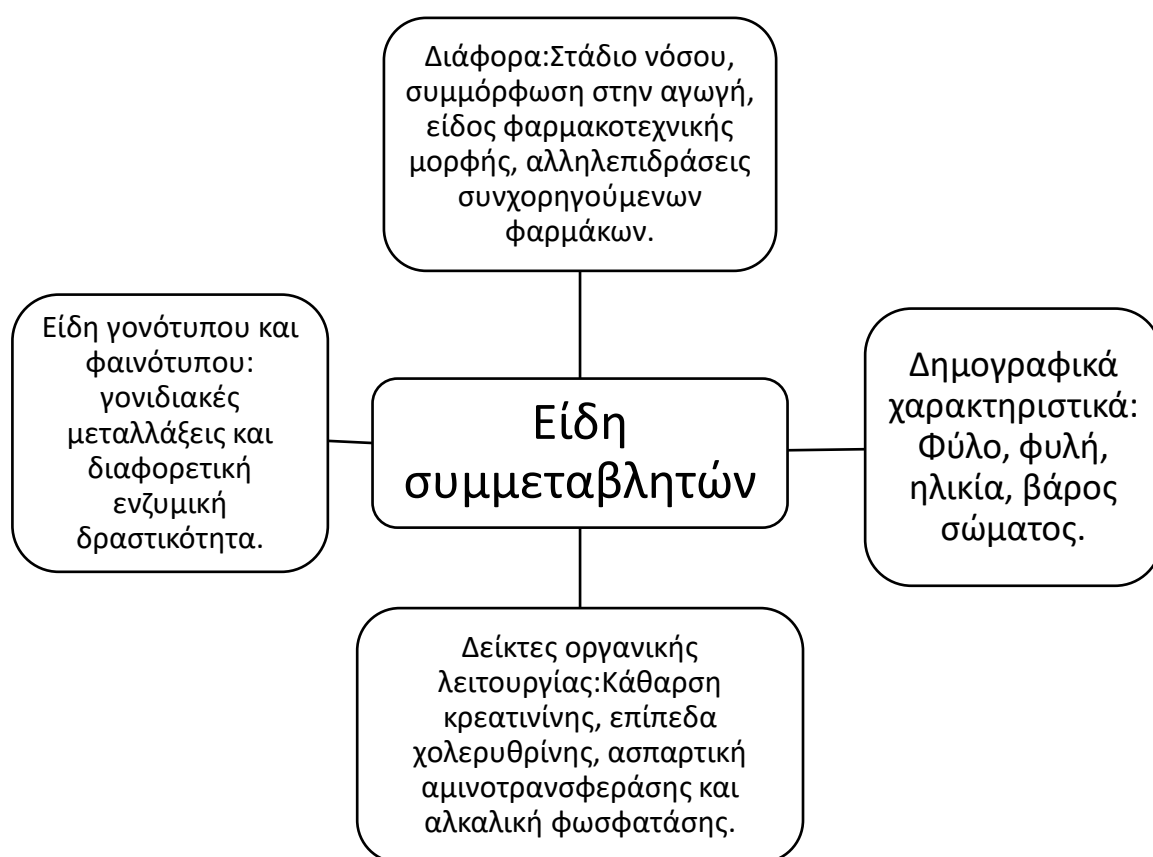 Διάφορα:Στάδιο νόσου,
συμμόρφωση στην αγωγή,
είδος φαρμακοτεχνικής
μορφής, αλληλεπιδράσεις
συνχορηγούμενων
φαρμάκων.
Είδη γονότυπου και
φαινότυπου:
γονιδιακές
μεταλλάξεις και
διαφορετική
ενζυμική
δραστικότητα.
Είδη
συμμεταβλητών
Δημογραφικά
χαρακτηριστικά:
Φύλο, φυλή,
ηλικία, βάρος
σώματος.
Δείκτες οργανικής
λειτουργίας:Κάθαρση
κρεατινίνης, επίπεδα
χολερυθρίνης, ασπαρτική
αμινοτρανσφεράσης και
αλκαλική φωσφατάσης.